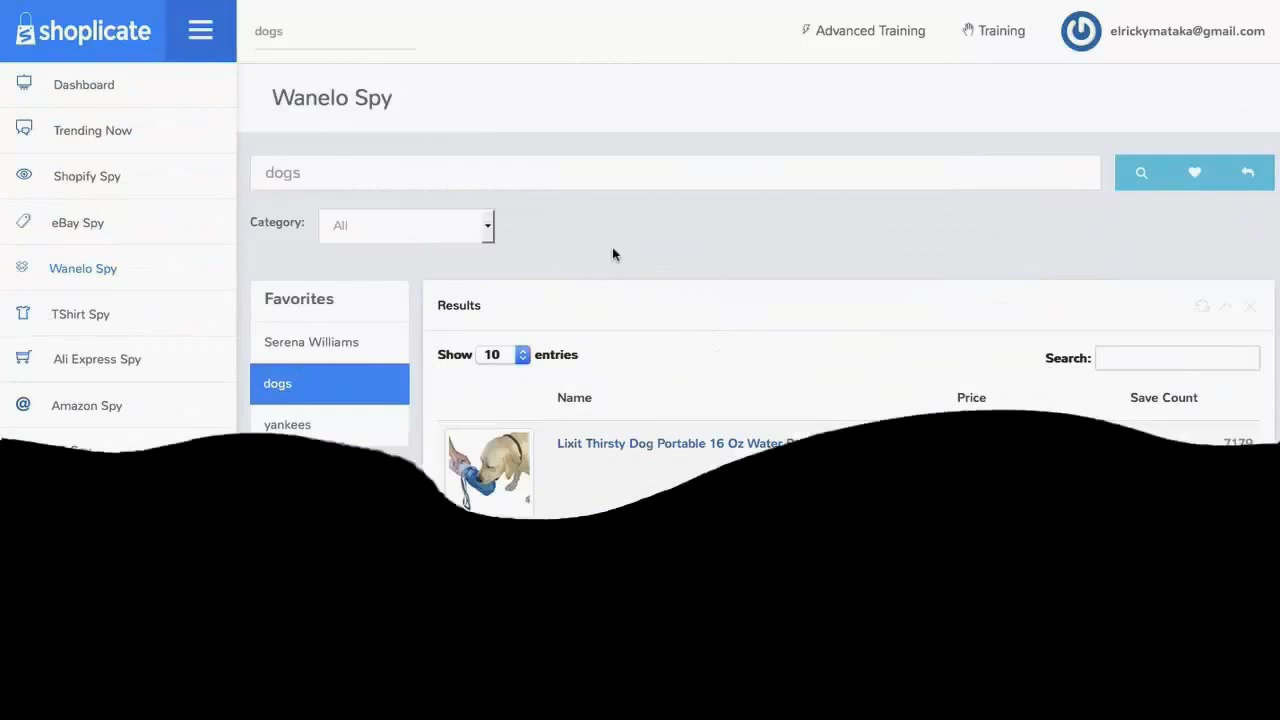 shoplicate
dogs
Advanced Training
Training
elrickymataka@gmail.com
Dashboard
Trending Now
Shopify Spy
eBay Spy
Wanelo Spy
TShirt Spy
Ali Express Spy
Amazon Spy
Wanelo Spy
dogs
Category:
All
Favorites
Serena Williams
dogs
yankees
Results
Show 10 entries
Search:
Name Price Save Count
Lixit Thirsty Dog Portable 16 Oz Water